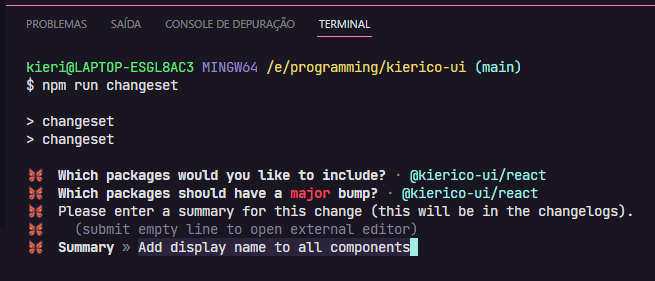 PROBLEMAS SAÍDA CONSOLE DE DEPURAÇÃO TERMINAL
kieri@LAPTOP-ESGL8AC3 MINGW64 /e/programming/kierico-ui (main)
$ npm run changeset
> changeset
> changeset
Which packages would you like to include? · @kierico-ui/react
Which packages should have a major bump? · @kierico-ui/react
Please enter a summary for this change (this will be in the changelogs).
(submit empty line to open external editor)
Summary » Add display name to all components